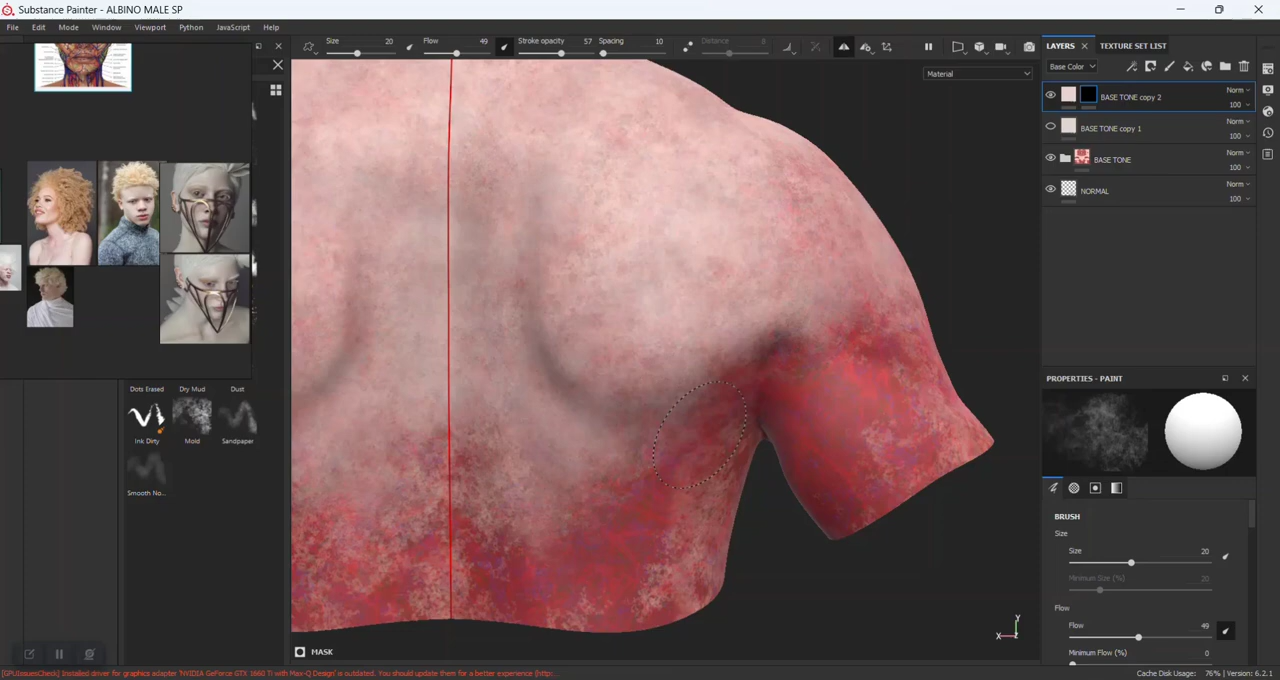 Substance Painter - ALBINO MALE SP
File Edit Mode Window Viewport Python JavaScript Help
Size 20 Flow 49 Stroke opacity 57 Spacing 10 Distance 8
Material
LAYERS TEXTURE SET LIST
Base Color
BASE TONE copy 2 Norm
100
BASE TONE copy 1 Norm
100
BASE TONE Norm
100
NORMAL Norm
100
Dots Erased Dry Mud Dust
Ink Dirty Mold Sandpaper
Smooth No...
PROPERTIES - PAINT
BRUSH
Size
Size 20
Minimum Size (%) 20
Flow
Flow 49
Minimum Flow (%) 0
Y
X
MASK
[GPUIssuesCheck] Installed driver for graphics adapter 'NVIDIA GeForce GTX 1660 Ti with Max-Q Design' is outdated. You should update them for a better experience (http:...
Cache Disk Usage: 76% | Version: 6.2.1